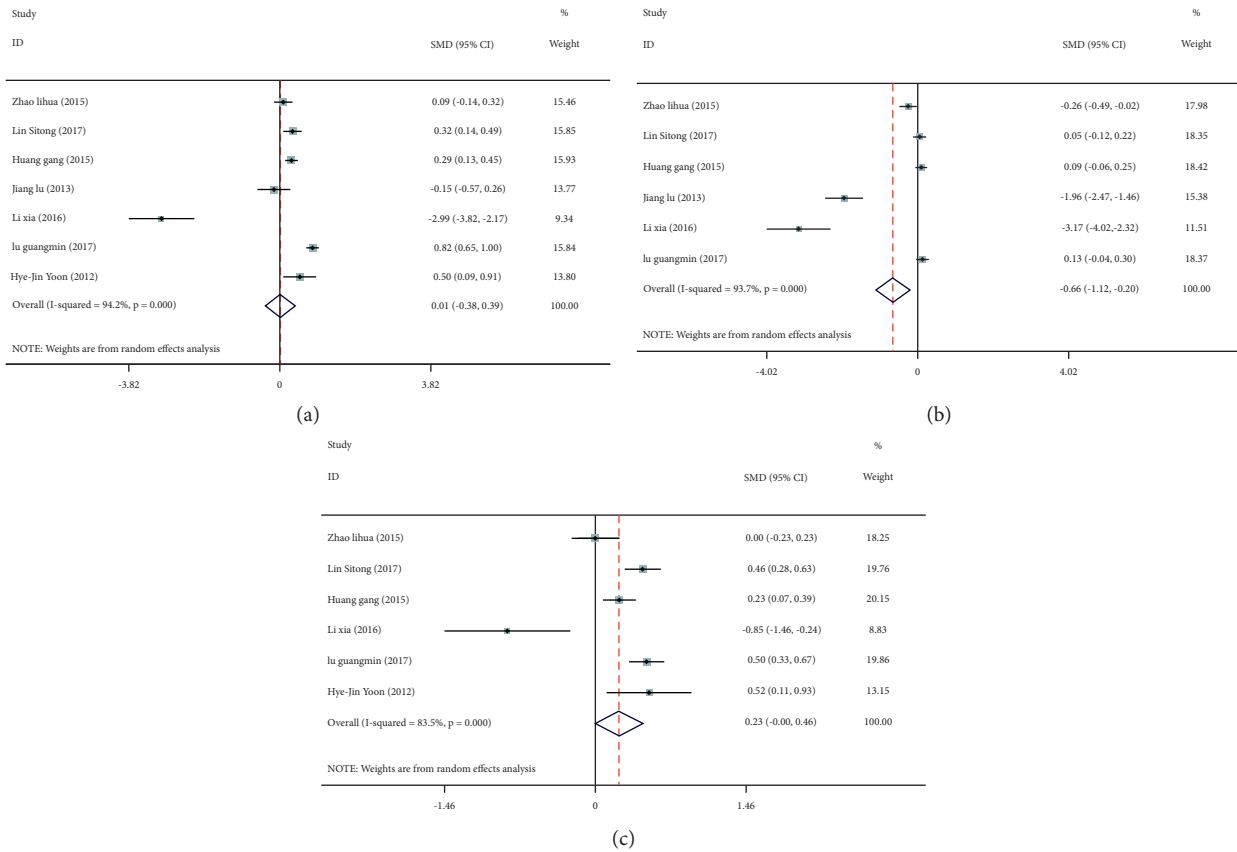 Study %
ID SMD (95% CI) Weight
Zhao lihua (2015) 0.09 (-0.14, 0.32) 15.46
Lin Sitong (2017) 0.32 (0.14, 0.49) 15.85
Huang gang (2015) 0.29 (0.13, 0.45) 15.93
Jiang lu (2013) -0.15 (-0.57, 0.26) 13.77
Li xia (2016) -2.99 (-3.82, -2.17) 9.34
lu guangmin (2017) 0.82 (0.65, 1.00) 15.84
Hye-Jin Yoon (2012) 0.50 (0.09, 0.91) 13.80
Overall (I-squared = 94.2%, p = 0.000) 0.01 (-0.38, 0.39) 100.00
NOTE: Weights are from random effects analysis
-3.82 0 3.82
(a)
Study %
ID SMD (95% CI) Weight
Zhao lihua (2015) -0.26 (-0.49, -0.02) 17.98
Lin Sitong (2017) 0.05 (-0.12, 0.22) 18.35
Huang gang (2015) 0.09 (-0.06, 0.25) 18.42
Jiang lu (2013) -1.96 (-2.47, -1.46) 15.38
Li xia (2016) -3.17 (-4.02,-2.32) 11.51
lu guangmin (2017) 0.13 (-0.04, 0.30) 18.37
Overall (I-squared = 93.7%, p = 0.000) -0.66 (-1.12, -0.20) 100.00
NOTE: Weights are from random effects analysis
-4.02 0 4.02
(b)
Study %
ID SMD (95% CI) Weight
Zhao lihua (2015) 0.00 (-0.23, 0.23) 18.25
Lin Sitong (2017) 0.46 (0.28, 0.63) 19.76
Huang gang (2015) 0.23 (0.07, 0.39) 20.15
Li xia (2016) -0.85 (-1.46, -0.24) 8.83
lu guangmin (2017) 0.50 (0.33, 0.67) 19.86
Hye-Jin Yoon (2012) 0.52 (0.11, 0.93) 13.15
Overall (I-squared = 83.5%, p = 0.000) 0.23 (-0.00, 0.46) 100.00
NOTE: Weights are from random effects analysis
-1.46 0 1.46
(c)